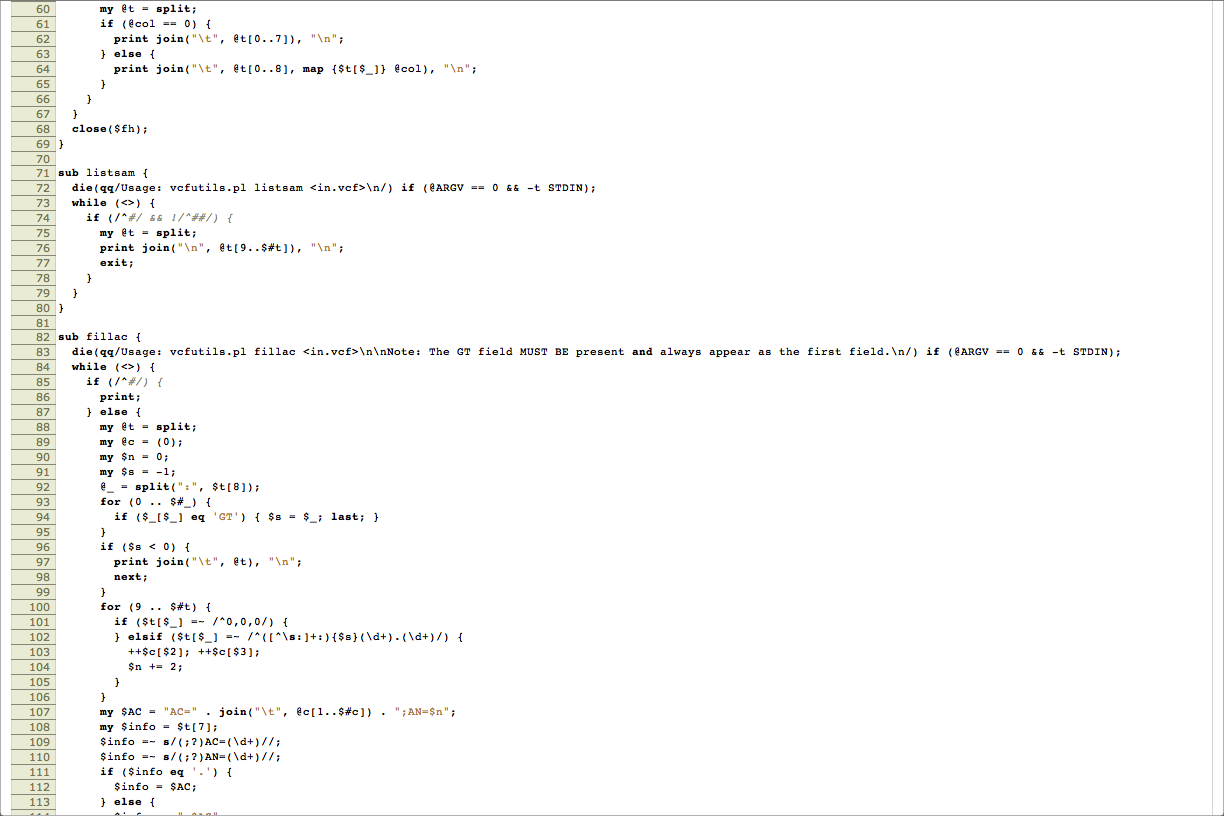 60       my @t = split;
61       if (@col == 0) {
62         print join("\t", @t[0..7]), "\n";
63       } else {
64         print join("\t", @t[0..8], map {$t[$_]} @col), "\n";
65       }
66     }
67   }
68   close($fh);
69 }
70
71 sub listsam {
72   die(qq/Usage: vcfutils.pl listsam <in.vcf>\n/) if (@ARGV == 0 && -t STDIN);
73   while (<>) {
74     if (/^#/ && !/^##/) {
75       my @t = split;
76       print join("\n", @t[9..$#t]), "\n";
77       exit;
78     }
79   }
80 }
81
82 sub fillac {
83   die(qq/Usage: vcfutils.pl fillac <in.vcf>\n\nNote: The GT field MUST BE present and always appear as the first field.\n/) if (@ARGV == 0 && -t STDIN);
84   while (<>) {
85     if (/^#/) {
86       print;
87     } else {
88       my @t = split;
89       my @c = (0);
90       my $n = 0;
91       my $s = -1;
92       @_ = split(":", $t[8]);
93       for (0 .. $#_) {
94         if ($_[$_] eq 'GT') { $s = $_; last; }
95       }
96       if ($s < 0) {
97         print join("\t", @t), "\n";
98         next;
99       }
100       for (9 .. $#t) {
101         if ($t[$_] =~ /^0,0,0/) {
102         } elsif ($t[$_] =~ /^([^\s:]+:){$s}(\d+).(\d+)/) {
103           ++$c[$2]; ++$c[$3];
104           $n += 2;
105         }
106       }
107       my $AC = "AC=" . join("\t", @c[1..$#c]) . ";AN=$n";
108       my $info = $t[7];
109       $info =~ s/(;?)AC=(\d+)//;
110       $info =~ s/(;?)AN=(\d+)//;
111       if ($info eq '.') {
112         $info = $AC;
113       } else {